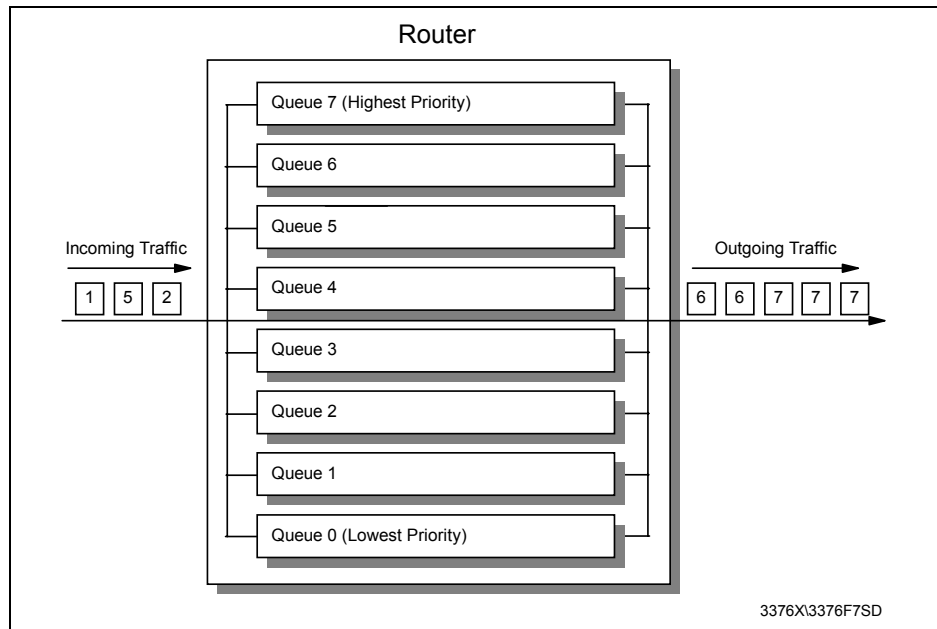 Router
Queue 7 (Highest Priority)
Queue 6
Queue 5
Incoming Traffic
Outgoing Traffic
Queue 4
1 5 2
6 6 7 7 7
Queue 3
Queue 2
Queue 1
Queue 0 (Lowest Priority)
3376X\3376F7SD